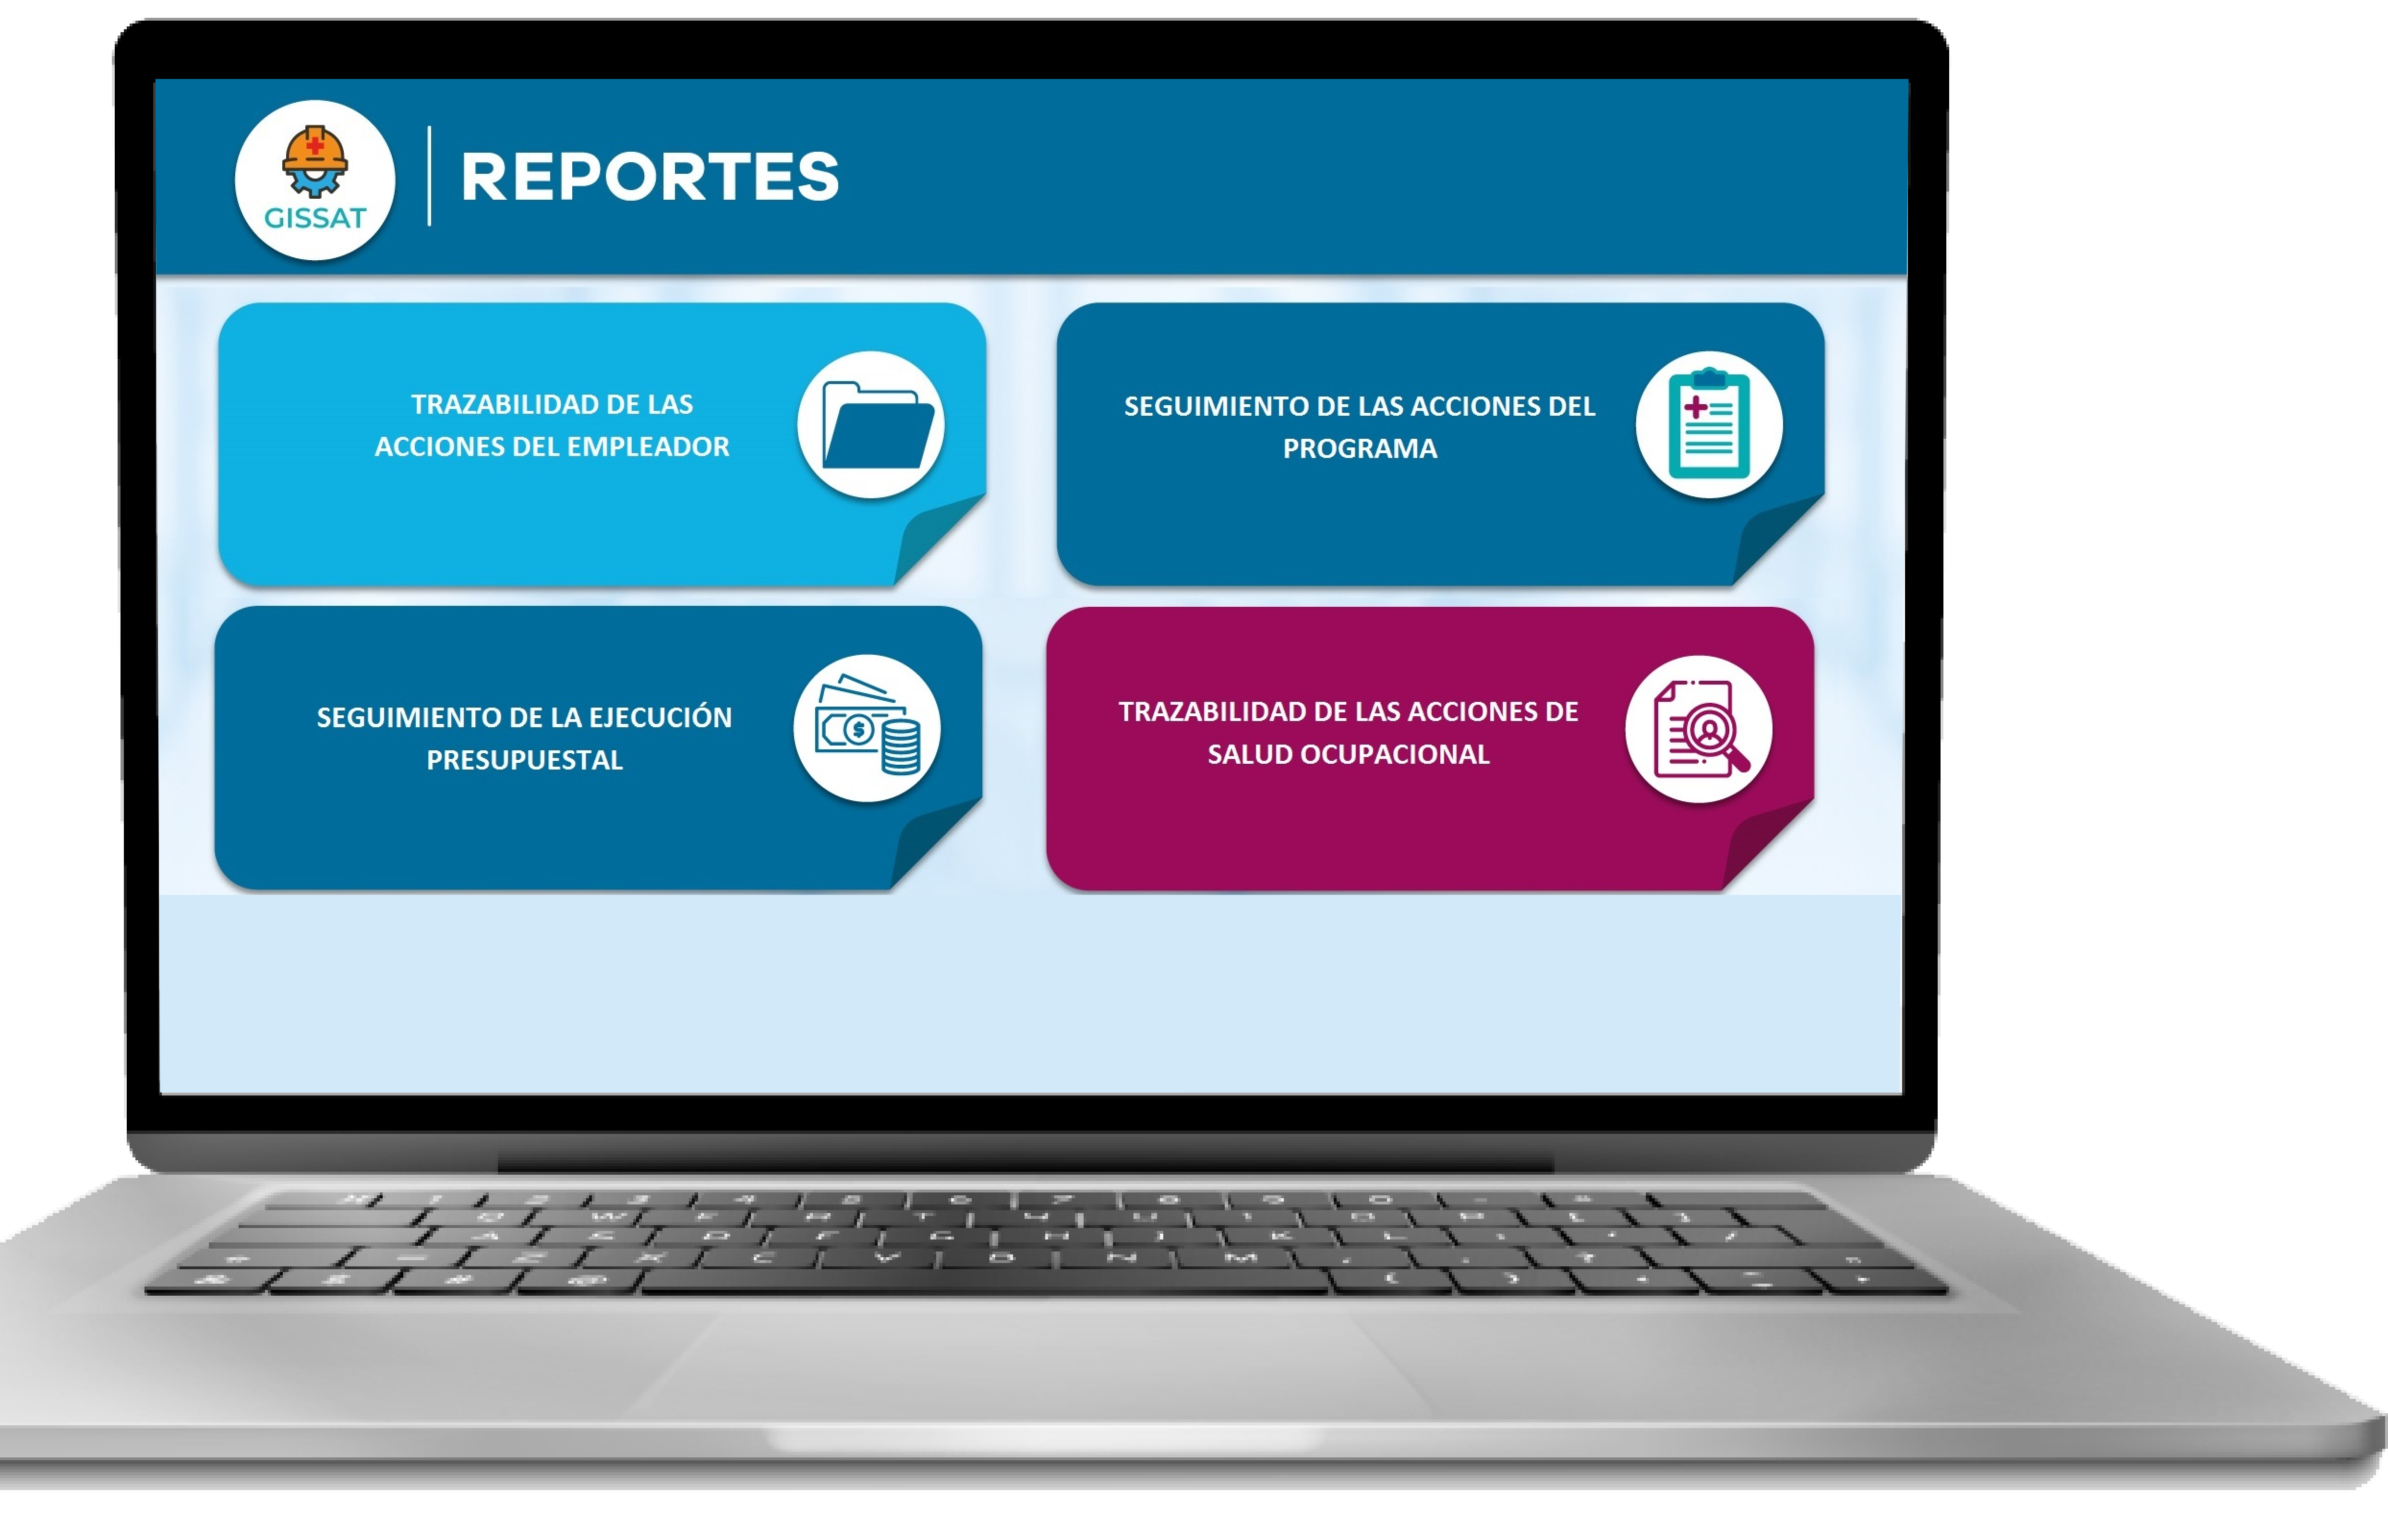 GISSAT
REPORTES
TRAZABILIDAD DE LAS
ACCIONES DEL EMPLEADOR
SEGUIMIENTO DE LAS ACCIONES DEL
PROGRAMA
SEGUIMIENTO DE LA EJECUCIÓN
PRESUPUESTAL
$
TRAZABILIDAD DE LAS ACCIONES DE
SALUD OCUPACIONAL